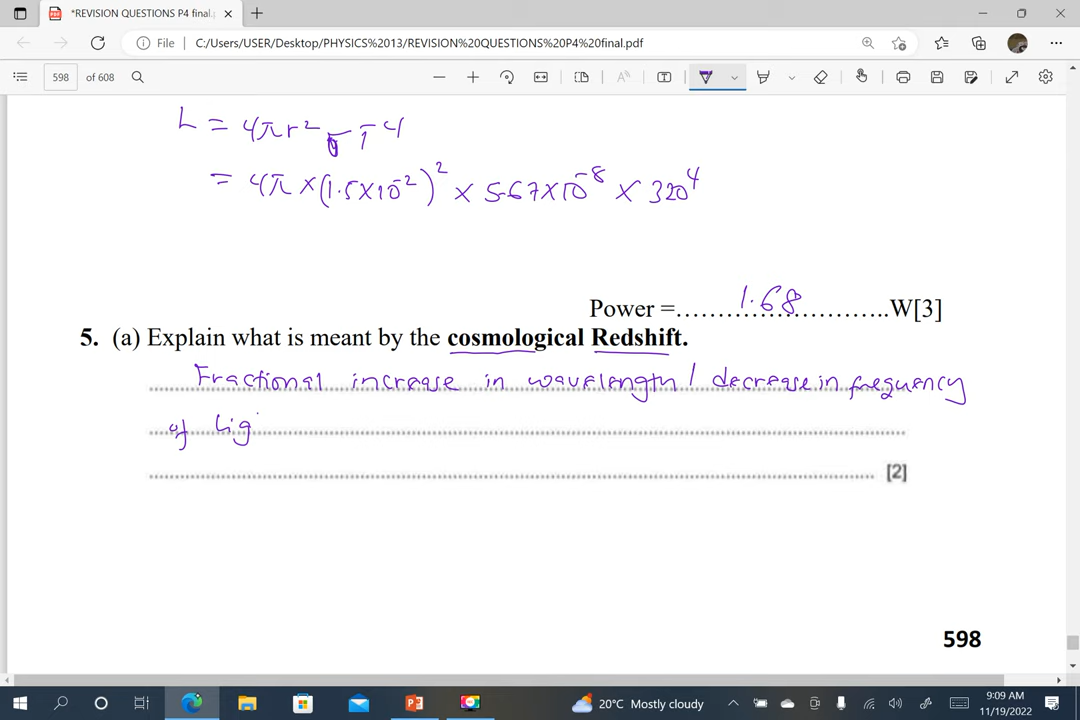 *REVISION QUESTIONS P4 final.p
File C:/Users/USER/Desktop/PHYSICS%2013/REVISION%20QUESTIONS%20P4%20final.pdf
598 of 608
L = 4πr² σ T4
= 4π × (1.5×10⁻²)² × 5.67×10⁻⁸ × 320⁴
Power =....1.68....W[3]
5. (a) Explain what is meant by the cosmological Redshift.
Fractional increase in wavelength / decrease in frequency
of lig
[2]
598
20°C Mostly cloudy
9:09 AM
11/19/2022